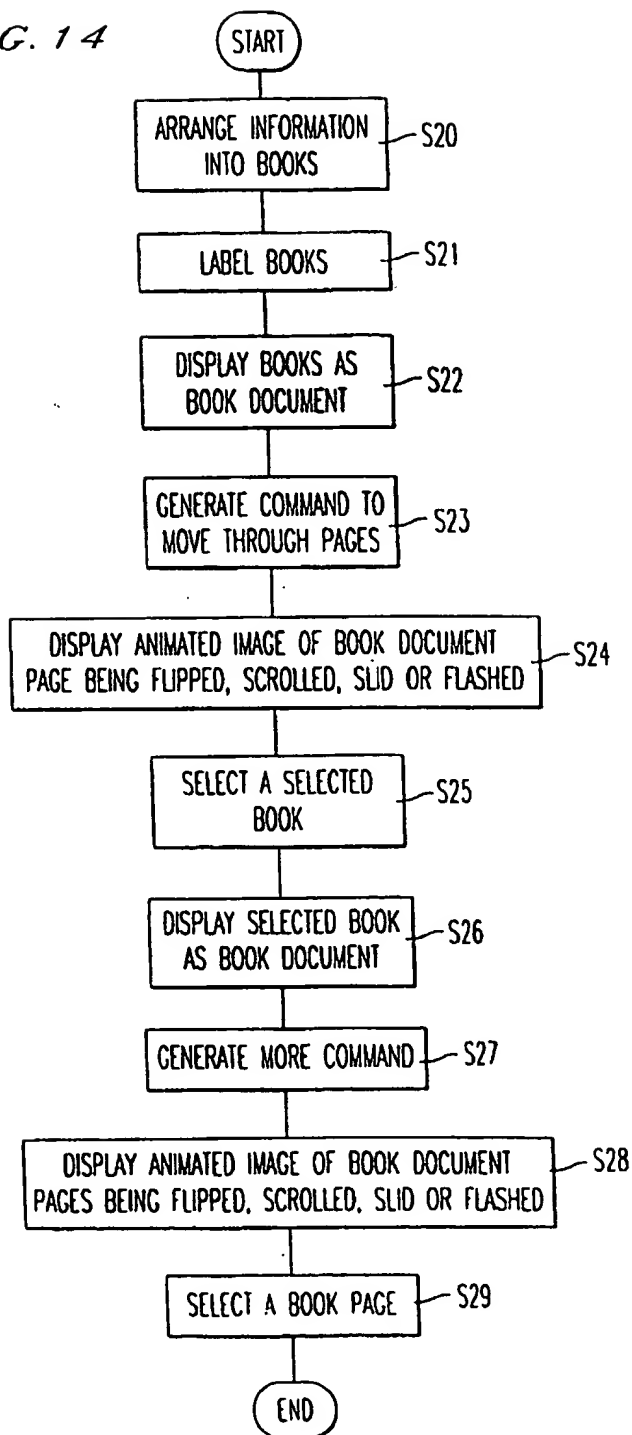 G. 14
START
ARRANGE INFORMATION
INTO BOOKS
S20
LABEL BOOKS
S21
DISPLAY BOOKS AS
BOOK DOCUMENT
S22
GENERATE COMMAND TO
MOVE THROUGH PAGES
S23
DISPLAY ANIMATED IMAGE OF BOOK DOCUMENT
PAGE BEING FLIPPED, SCROLLED, SLID OR FLASHED
S24
SELECT A SELECTED
BOOK
S25
DISPLAY SELECTED BOOK
AS BOOK DOCUMENT
S26
GENERATE MORE COMMAND
S27
DISPLAY ANIMATED IMAGE OF BOOK DOCUMENT
PAGES BEING FLIPPED, SCROLLED, SLID OR FLASHED
S28
SELECT A BOOK PAGE
S29
END